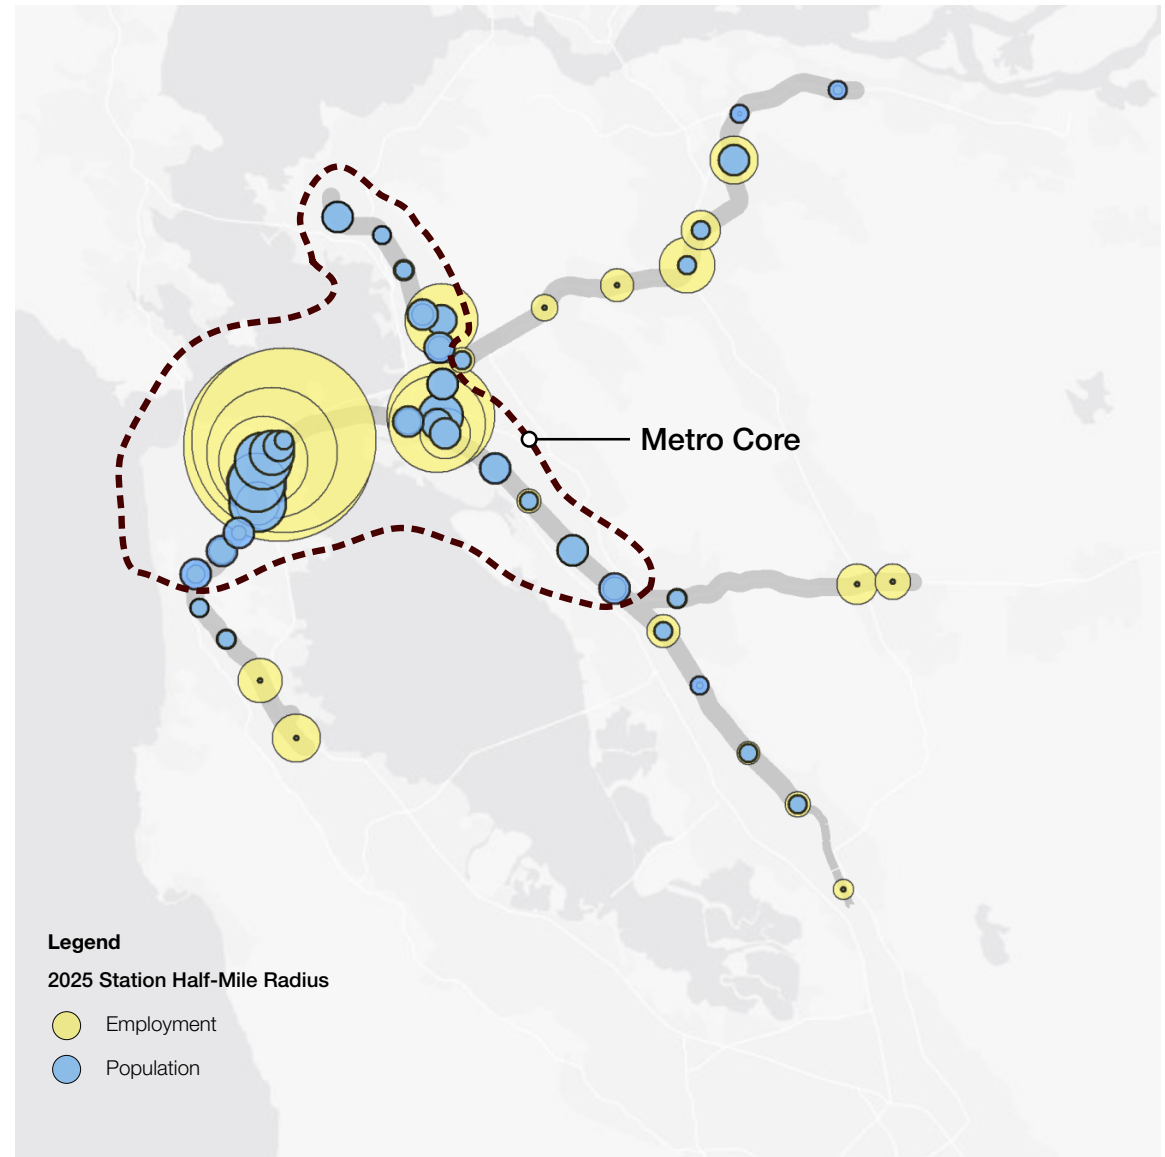 Metro Core
Legend
2025 Station Half-Mile Radius
Employment
Population